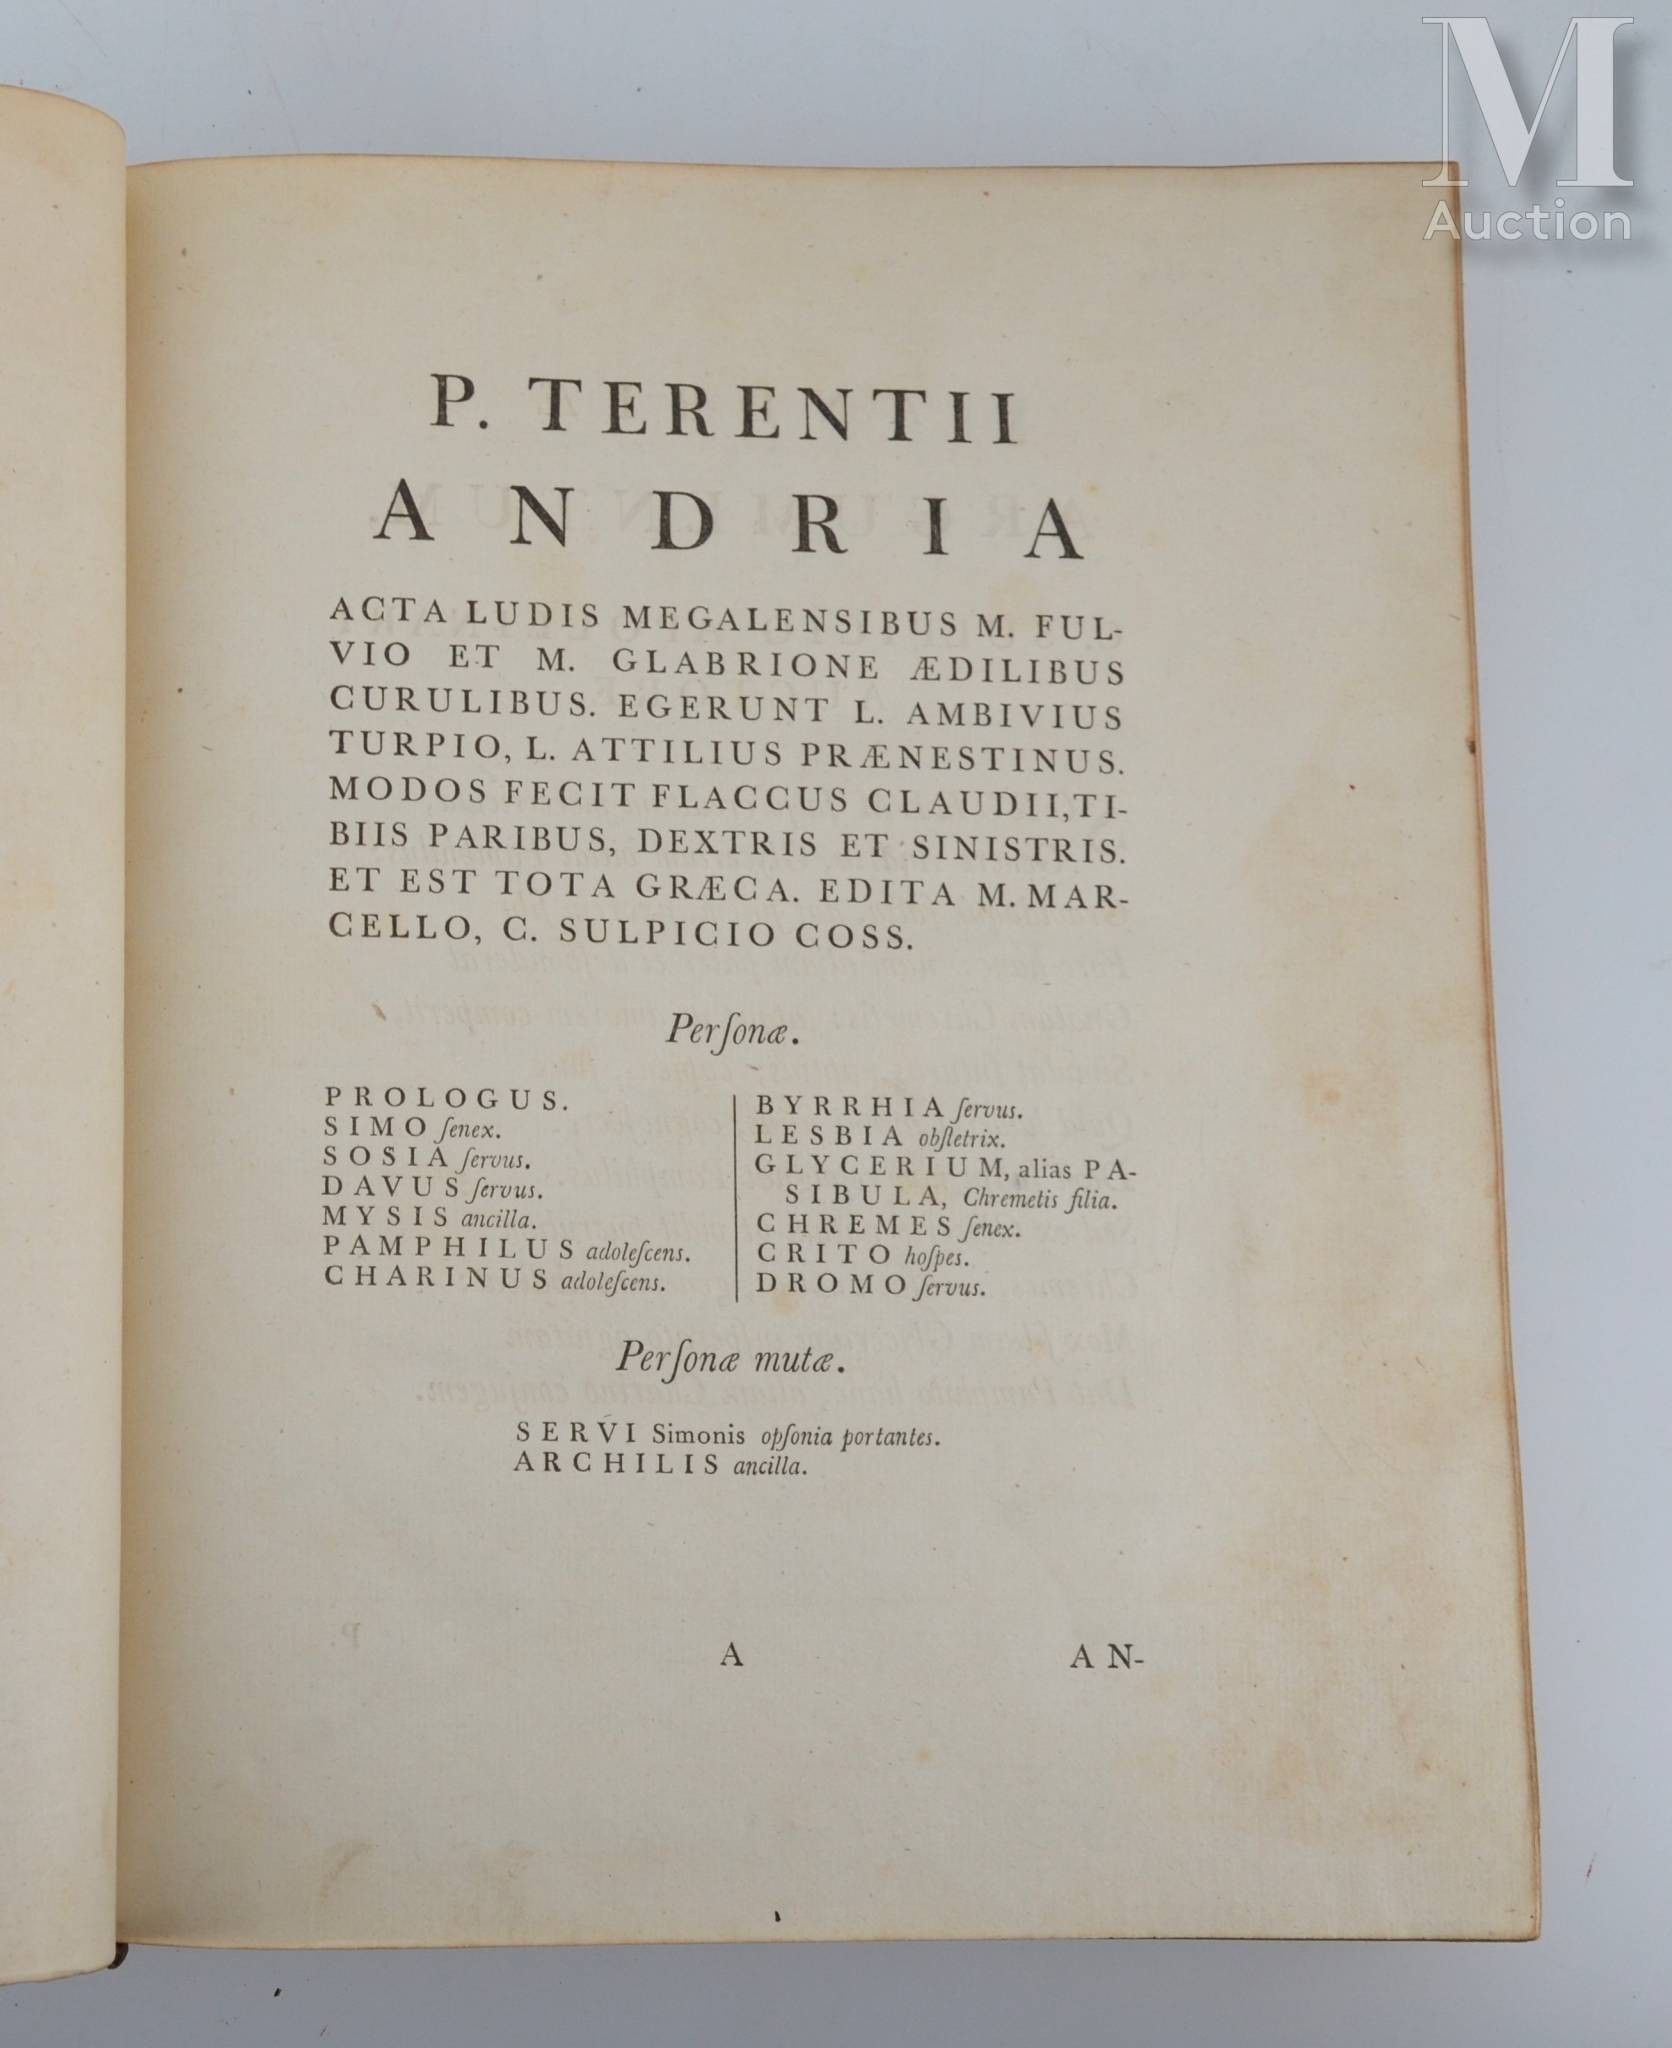 M
Auction
P. TERENTII
ANDRIA
ACTA LUDIS MEGALENSIBUS M. FUL-
VIO ET M. GLABRIONE ÆDILIBUS
CURULIBUS. EGERUNT L. AMBIVIUS
TURPIO, L. ATTILIUS PRÆNESTINUS.
MODOS FECIT FLACCUS CLAUDII, TI-
BIIS PARIBUS, DEXTRIS ET SINISTRIS.
ET EST TOTA GRÆCA. EDITA M. MAR-
CELLO, C. SULPICIO COSS.
Perſonæ.
PROLOGUS.
SIMO ſenex.
SOSIA ſervus.
DAVUS ſervus.
MYSIS ancilla.
PAMPHILUS adoleſcens.
CHARINUS adoleſcens.
BYRRHIA ſervus.
LESBIA obſtetrix.
GLYCERIUM, alias PA-
SIBULA, Chremetis filia.
CHREMES ſenex.
CRITO hoſpes.
DROMO ſervus.
Perſonæ mutæ.
SERVI Simonis opſonia portantes.
ARCHILIS ancilla.
A
AN-